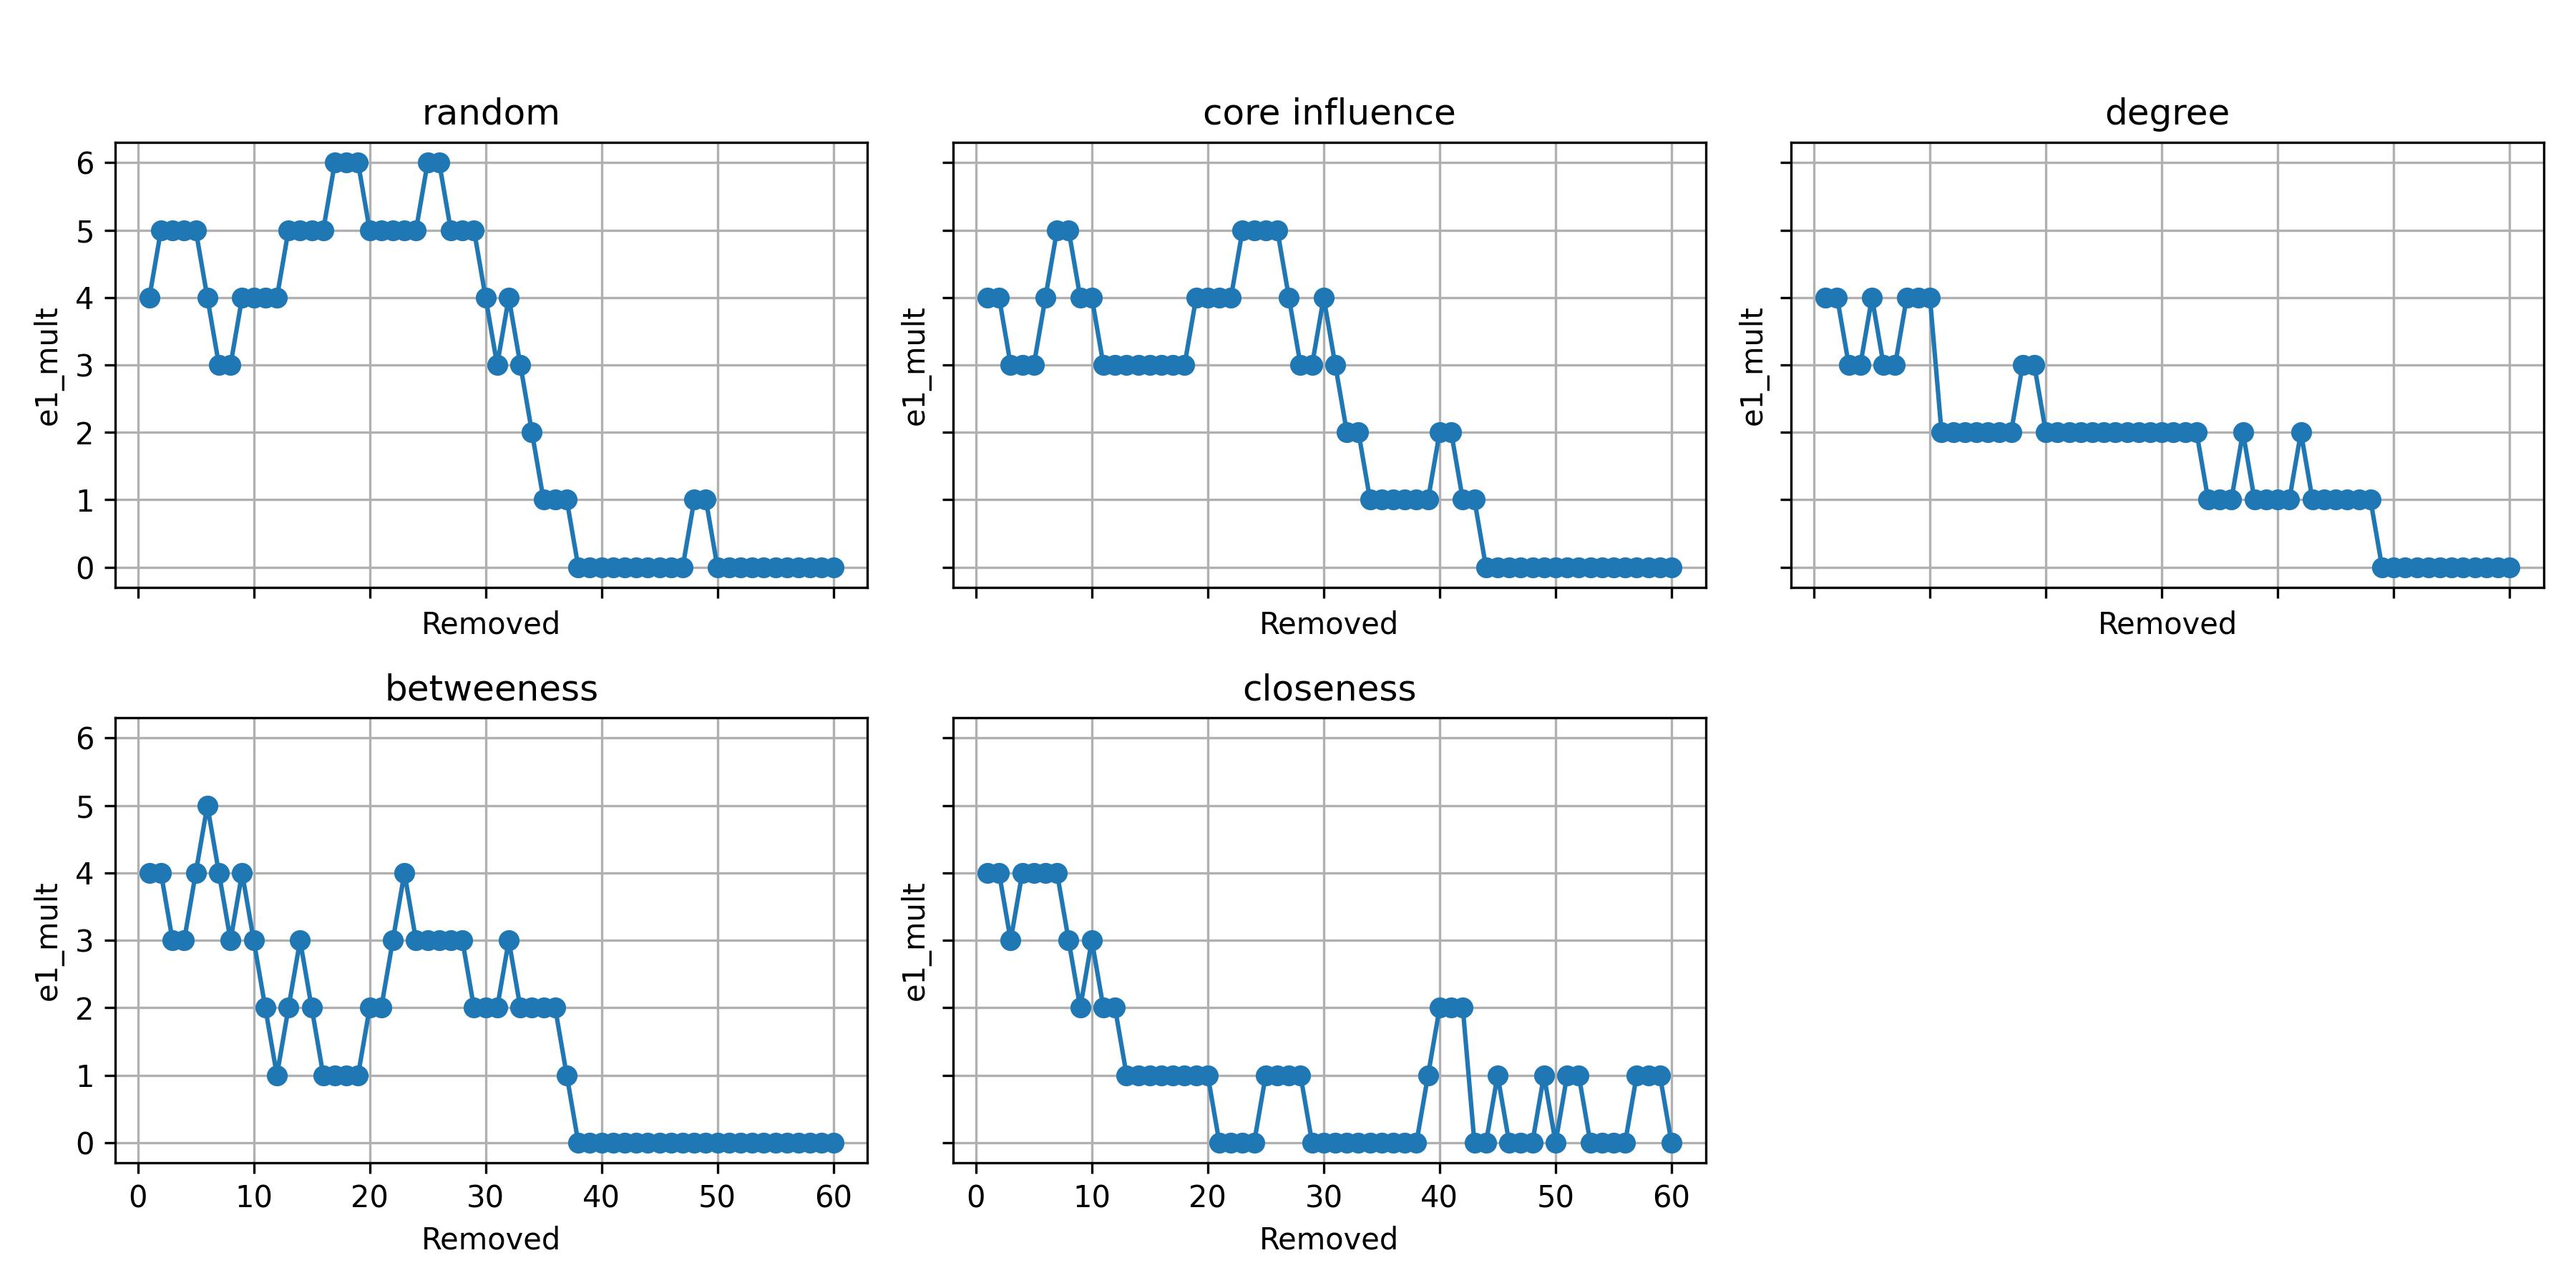 random
core influence
degree
6
5
4
3
2
1
0
e1_mult
e1_mult
e1_mult
Removed
Removed
Removed
betweeness
closeness
6
5
4
3
2
1
0
e1_mult
e1_mult
0 10 20 30 40 50 60
0 10 20 30 40 50 60
Removed
Removed